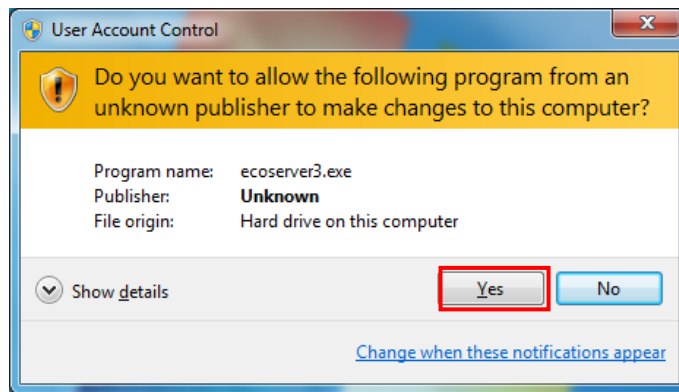 User Account Control
Do you want to allow the following program from an
unknown publisher to make changes to this computer?
Program name: ecoserver3.exe
Publisher: Unknown
File origin: Hard drive on this computer
Show details Yes No
Change when these notifications appear